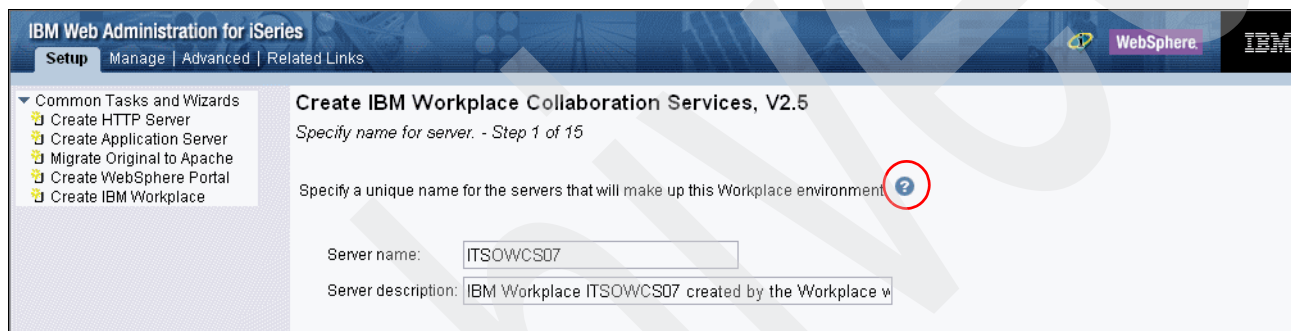 IBM Web Administration for iSeries
Setup Manage | Advanced | Related Links
WebSphere.
IBM
Common Tasks and Wizards
Create HTTP Server
Create Application Server
Migrate Original to Apache
Create WebSphere Portal
Create IBM Workplace
Create IBM Workplace Collaboration Services, V2.5
Specify name for server. - Step 1 of 15
Specify a unique name for the servers that will make up this Workplace environment ?
Server name: ITSOWCS07
Server description: IBM Workplace ITSOWCS07 created by the Workplace w